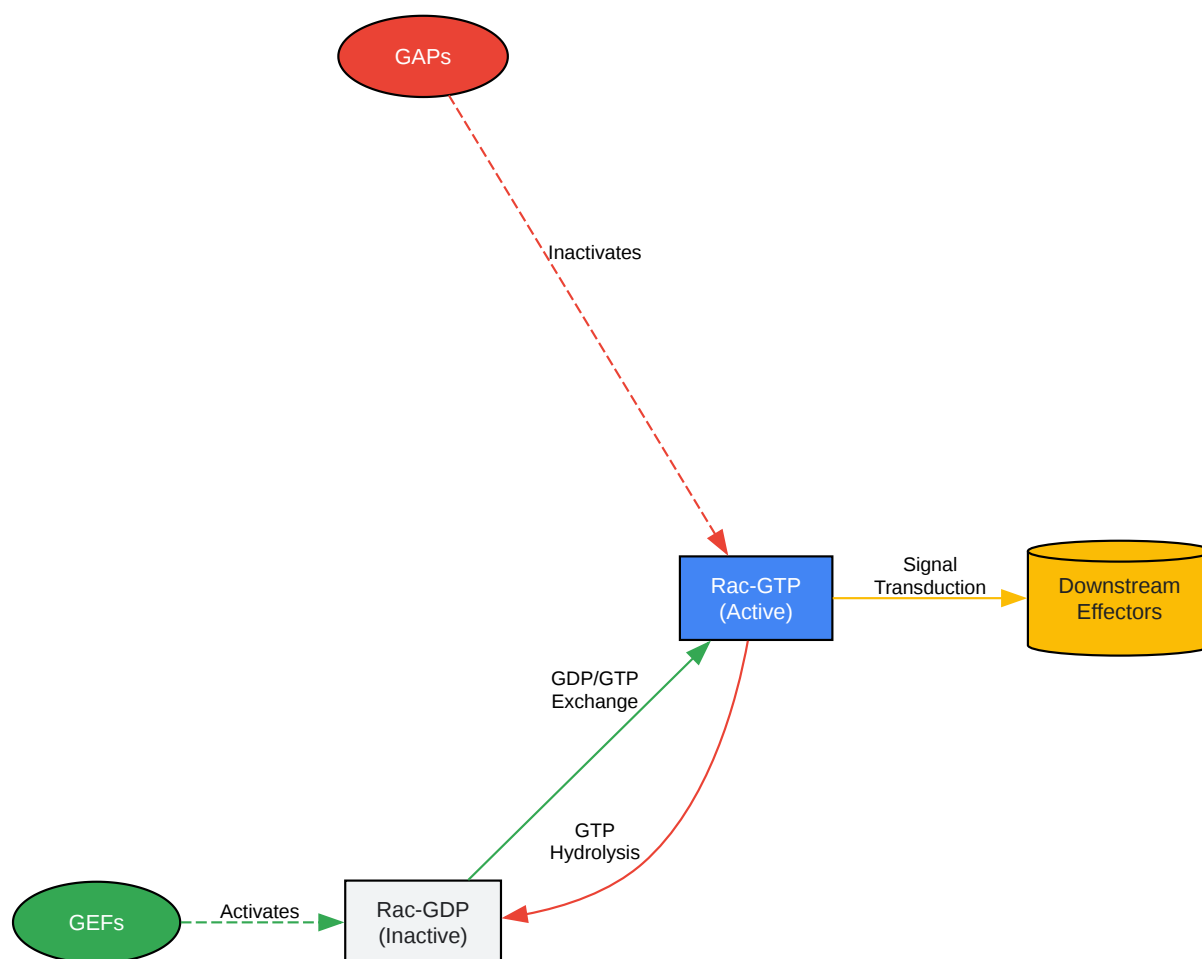 GAPs
Inactivates
Rac-GTP
(Active)
Signal
Transduction
Downstream
Effectors
GDP/GTP
Exchange
GTP
Hydrolysis
GEFs
Activates
Rac-GDP
(Inactive)